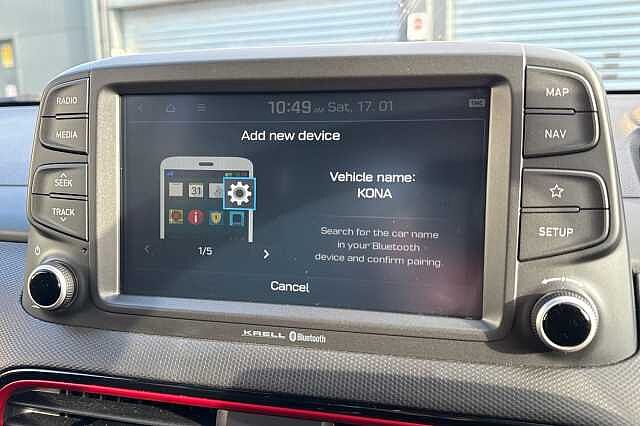 RADIO
MEDIA
SEEK
TRACK
10:49 AM Sat, 17. 01
Add new device
31
1/5
Vehicle name:
KONA
Search for the car name
in your Bluetooth
device and confirm pairing.
Cancel
MAP
NAV
SETUP
KRELL Bluetooth